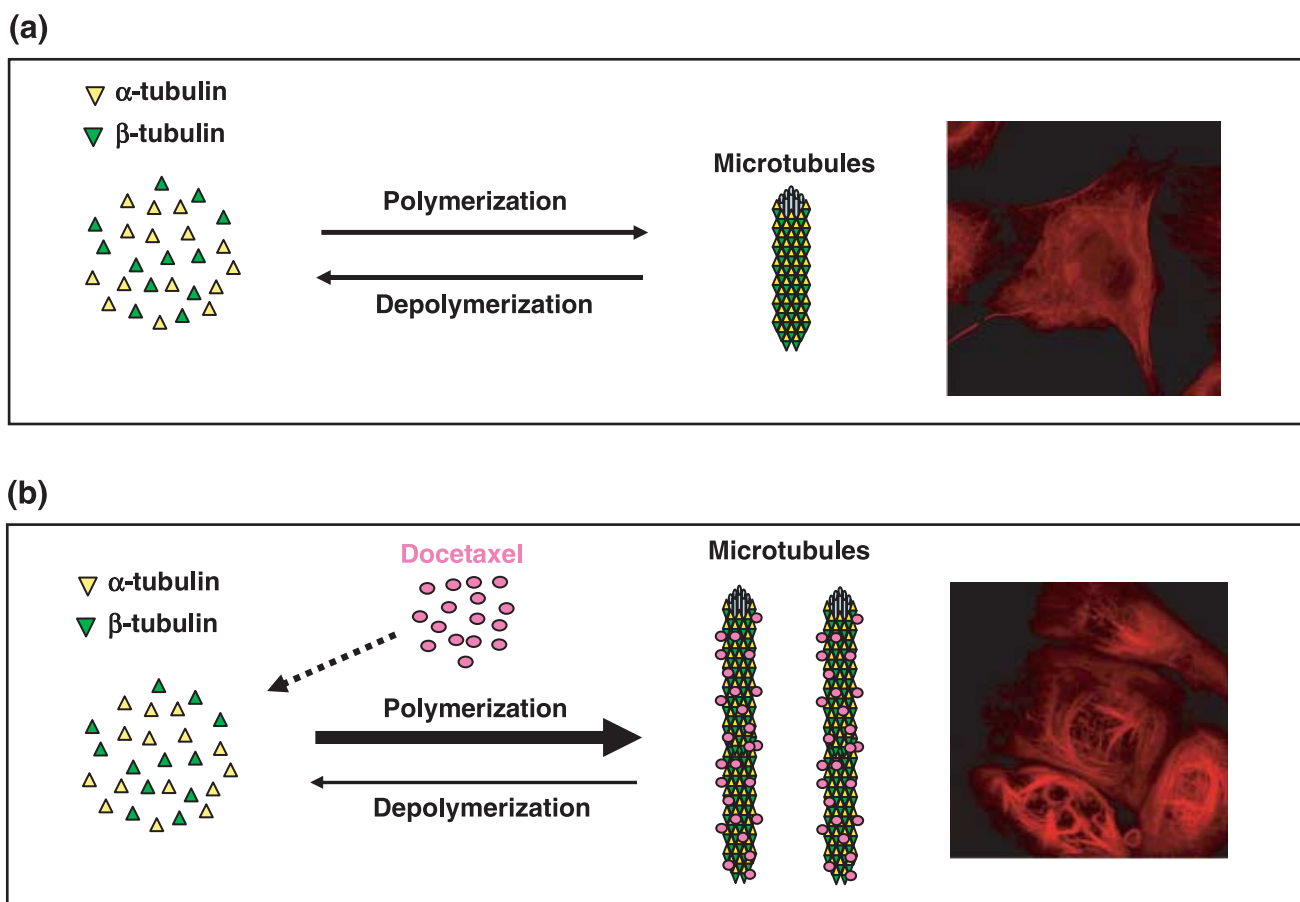 (a)
α-tubulin
β-tubulin
Polymerization
Depolymerization
Microtubules
(b)
α-tubulin
β-tubulin
Docetaxel
Polymerization
Depolymerization
Microtubules